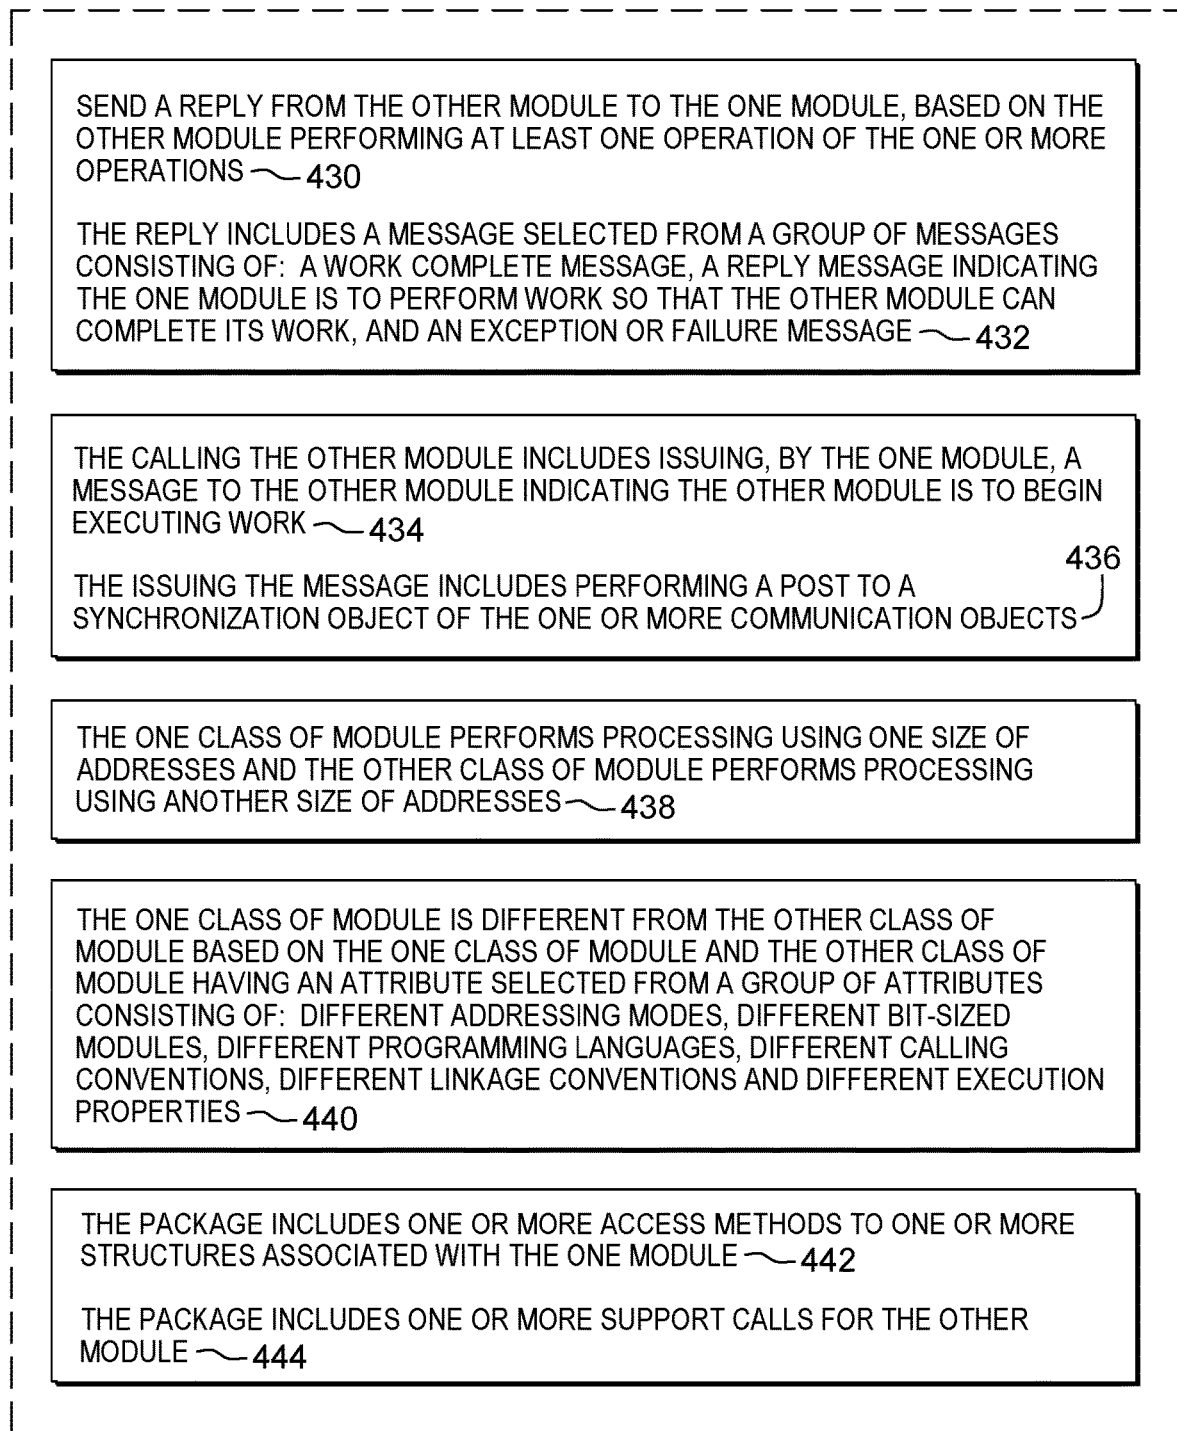 SEND A REPLY FROM THE OTHER MODULE TO THE ONE MODULE, BASED ON THE
OTHER MODULE PERFORMING AT LEAST ONE OPERATION OF THE ONE OR MORE
OPERATIONS 430
THE REPLY INCLUDES A MESSAGE SELECTED FROM A GROUP OF MESSAGES
CONSISTING OF: A WORK COMPLETE MESSAGE, A REPLY MESSAGE INDICATING
THE ONE MODULE IS TO PERFORM WORK SO THAT THE OTHER MODULE CAN
COMPLETE ITS WORK, AND AN EXCEPTION OR FAILURE MESSAGE 432
THE CALLING THE OTHER MODULE INCLUDES ISSUING, BY THE ONE MODULE, A
MESSAGE TO THE OTHER MODULE INDICATING THE OTHER MODULE IS TO BEGIN
EXECUTING WORK 434
436
THE ISSUING THE MESSAGE INCLUDES PERFORMING A POST TO A
SYNCHRONIZATION OBJECT OF THE ONE OR MORE COMMUNICATION OBJECTS
THE ONE CLASS OF MODULE PERFORMS PROCESSING USING ONE SIZE OF
ADDRESSES AND THE OTHER CLASS OF MODULE PERFORMS PROCESSING
USING ANOTHER SIZE OF ADDRESSES 438
THE ONE CLASS OF MODULE IS DIFFERENT FROM THE OTHER CLASS OF
MODULE BASED ON THE ONE CLASS OF MODULE AND THE OTHER CLASS OF
MODULE HAVING AN ATTRIBUTE SELECTED FROM A GROUP OF ATTRIBUTES
CONSISTING OF: DIFFERENT ADDRESSING MODES, DIFFERENT BIT-SIZED
MODULES, DIFFERENT PROGRAMMING LANGUAGES, DIFFERENT CALLING
CONVENTIONS, DIFFERENT LINKAGE CONVENTIONS AND DIFFERENT EXECUTION
PROPERTIES 440
THE PACKAGE INCLUDES ONE OR MORE ACCESS METHODS TO ONE OR MORE
STRUCTURES ASSOCIATED WITH THE ONE MODULE 442
THE PACKAGE INCLUDES ONE OR MORE SUPPORT CALLS FOR THE OTHER
MODULE 444